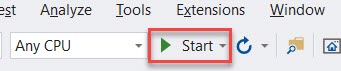 Analyze Tools Extensions Window
Any CPU Start